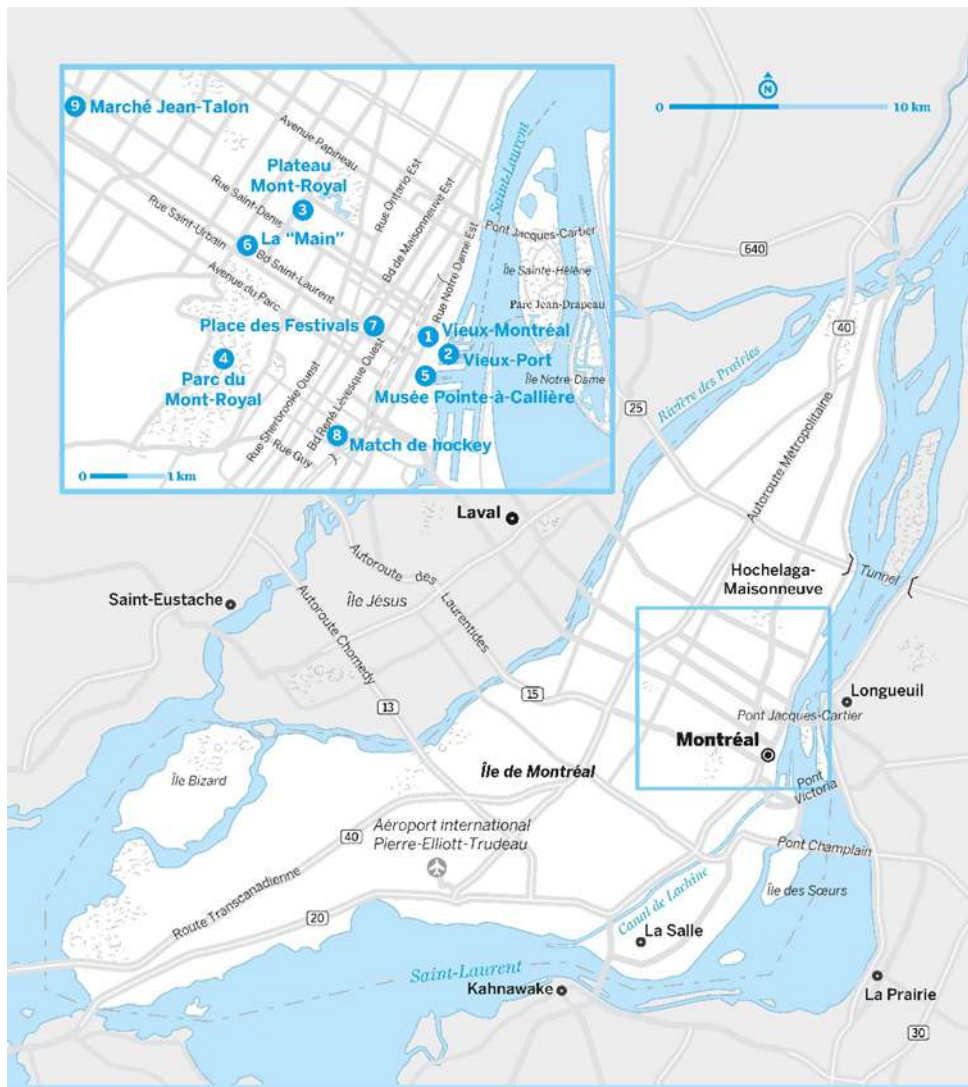 9 Marché Jean-Talon
Avenue Papineau
Plateau
Mont-Royal
3
Rue Saint-Denis
Rue Saint-Urbain
6 La "Main"
Bd Saint-Laurent
Avenue du Parc
Rue Ontario Est
Bd de Maisonneuve Est
Rue Notre Dame Est
Saint-Laurent
Pont Jacques-Cartier
Île Sainte-Hélène
Parc Jean-Drapeau
Île Notre-Dame
Place des Festivals 7
1 Vieux-Montréal
2 Vieux-Port
4
Parc du
Mont-Royal
5
Musée Pointe-à-Callière
Rue Sherbrooke Ouest
Bd René Lévesque Ouest
8 Match de hockey
Rue Guy
0 1 km
N
0 10 km
640
40
Rivière des Prairies
25
Autoroute Métropolitaine
Laval
Hochelaga-
Maisonneuve
Tunnel
Saint-Eustache
Île Jésus
Autoroute des
Laurentides
Autoroute Chomedy
13
15
Longueuil
Pont Jacques-Cartier
Montréal
Pont
Victoria
Île Bizard
Île de Montréal
Aéroport international
Pierre-Elliott-Trudeau
40
Route Transcanadienne
20
Pont Champlain
Île des Sœurs
Canal de Lachine
La Salle
Saint-Laurent
Kahnawake
La Prairie
30